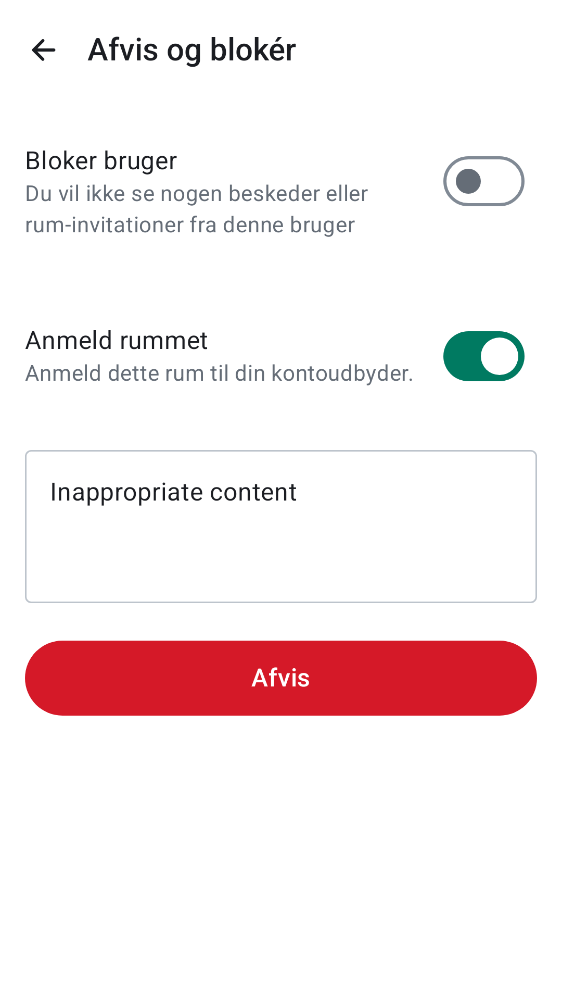 Afvis og blokér
Bloker bruger
Du vil ikke se nogen beskeder eller
rum-invitationer fra denne bruger
Anmeld rummet
Anmeld dette rum til din kontoudbyder.
Inappropriate content
Afvis